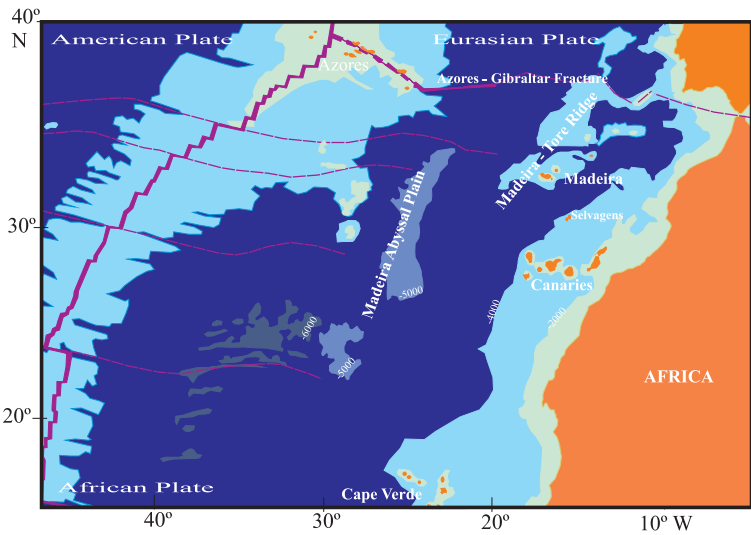 40º
N
American Plate
Eurasian Plate
Azores
Azores - Gibraltar Fracture
Madeira - Tore Ridge
Madeira
Madeira Abyssal Plain
Selvagens
30º
Canaries
-5000
-4000
-2000
-6000
-5000
AFRICA
20º
African Plate
Cape Verde
40º
30º
20º
10º W